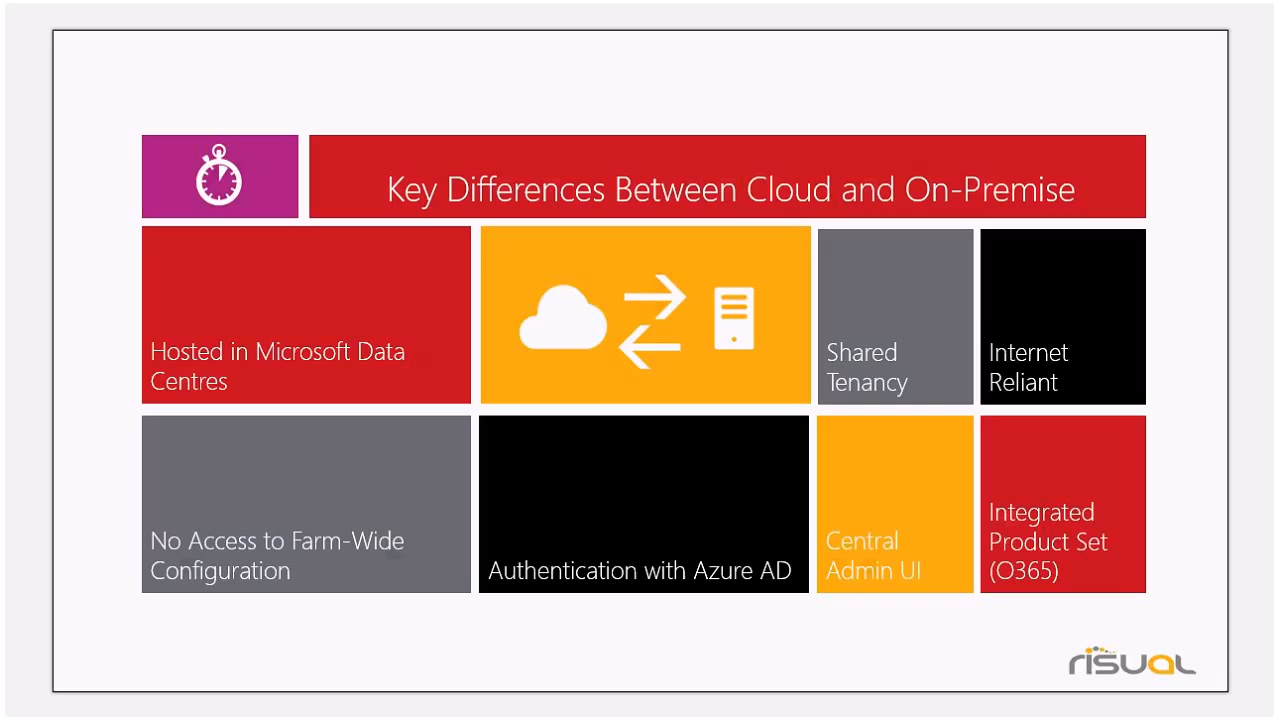 Key Differences Between Cloud and On-Premise
Hosted in Microsoft Data
Centres
Shared
Tenancy
Internet
Reliant
No Access to Farm-Wide
Configuration
Authentication with Azure AD
Central
Admin UI
Integrated
Product Set
(O365)
risual